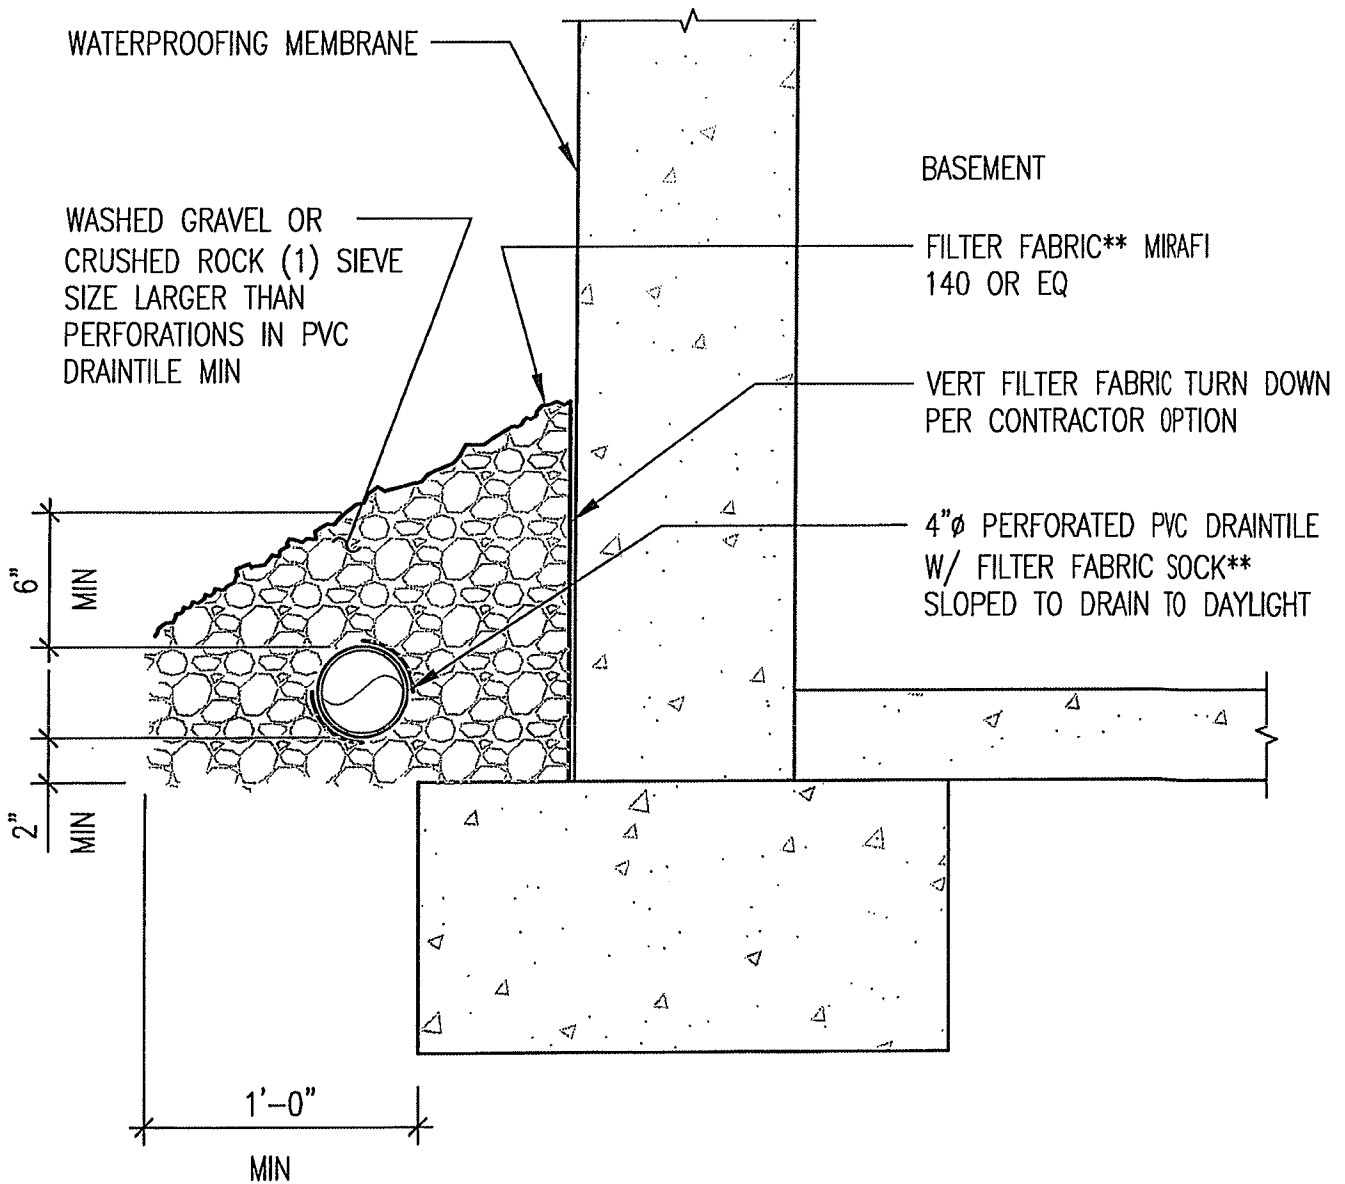 WATERPROOFING MEMBRANE
WASHED GRAVEL OR
CRUSHED ROCK (1) SIEVE
SIZE LARGER THAN
PERFORATIONS IN PVC
DRAINTILE MIN
BASEMENT
FILTER FABRIC** MIRAFI
140 OR EQ
VERT FILTER FABRIC TURN DOWN
PER CONTRACTOR OPTION
4"ø PERFORATED PVC DRAINTILE
W/ FILTER FABRIC SOCK**
SLOPED TO DRAIN TO DAYLIGHT
6"
MIN
2"
MIN
1'-0"
MIN